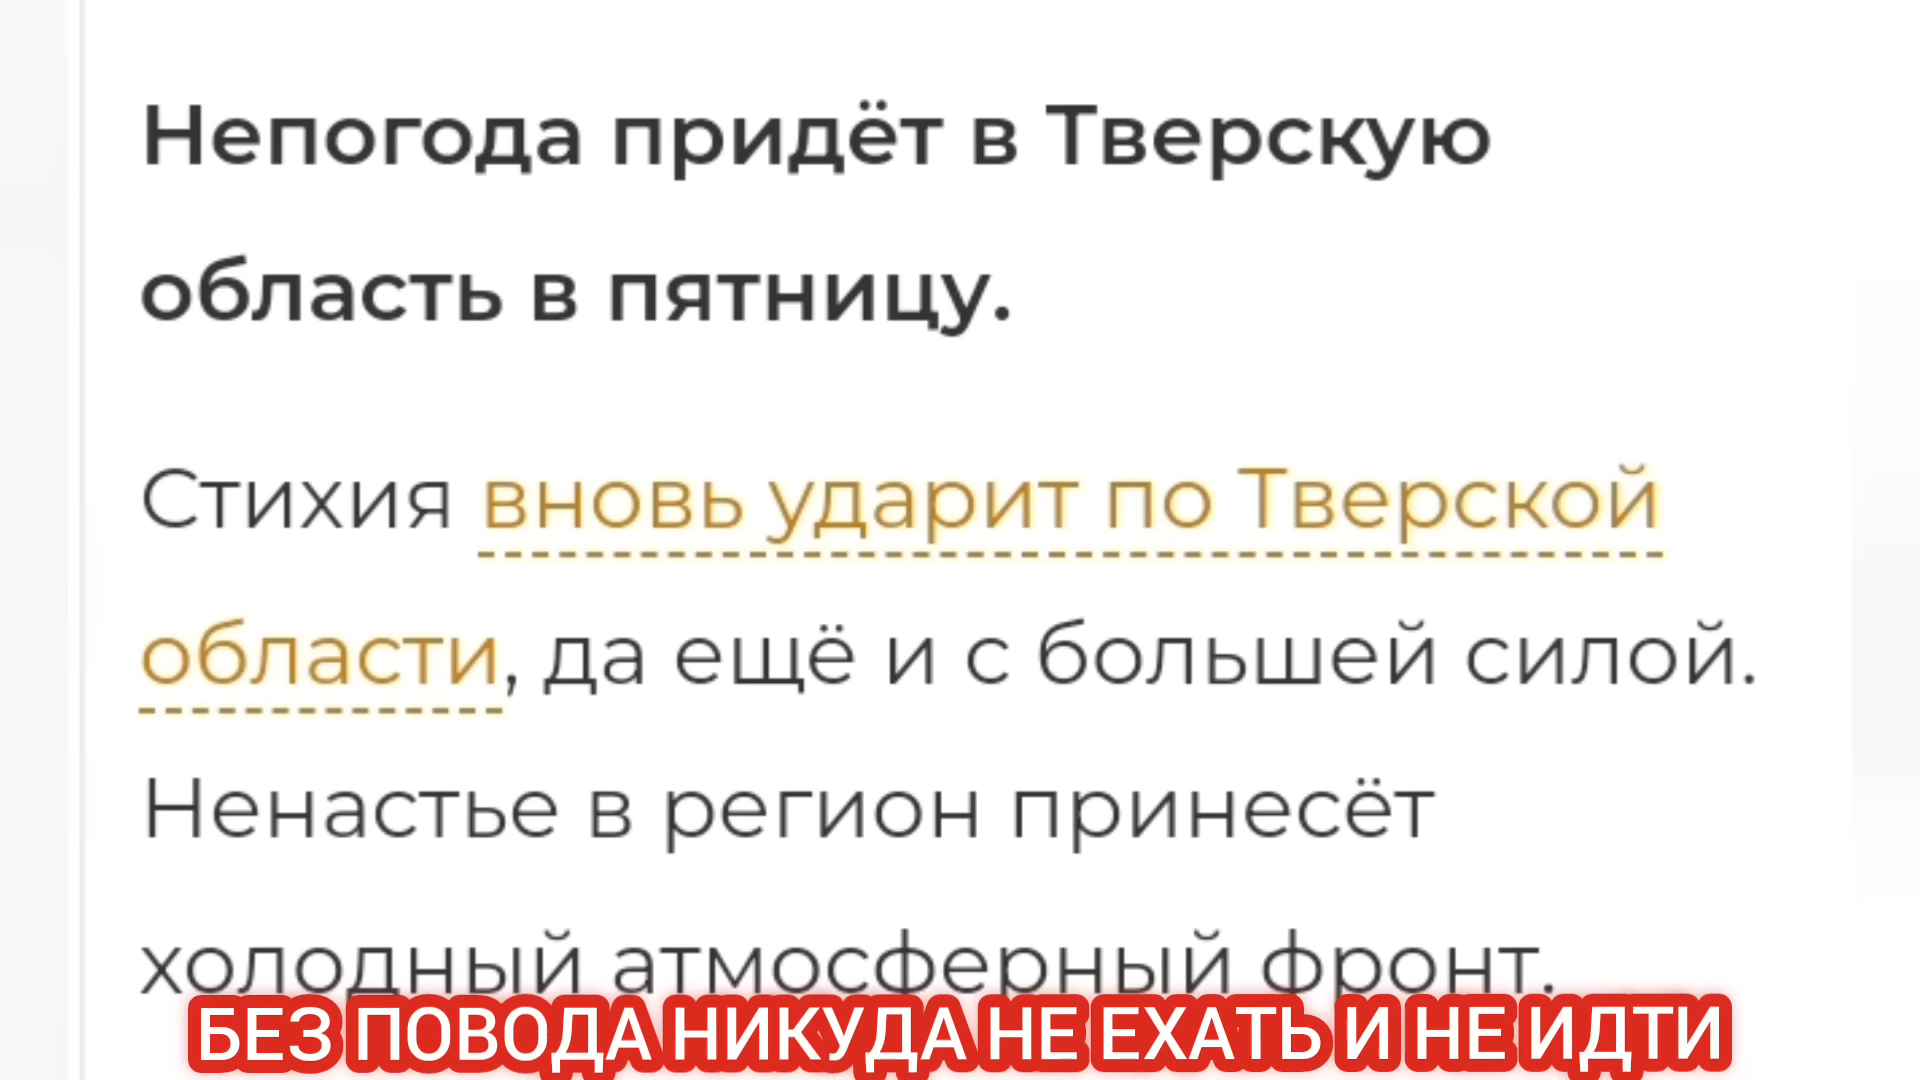 Непогода придёт в Тверскую
область в пятницу.
Стихия вновь ударит по Тверской
области, да ещё и с большей силой.
Ненастье в регион принесёт
холодный атмосферный фронт.
БЕЗ ПОВОДА НИКУДА НЕ ЕХАТЬ И НЕ ИДТИ